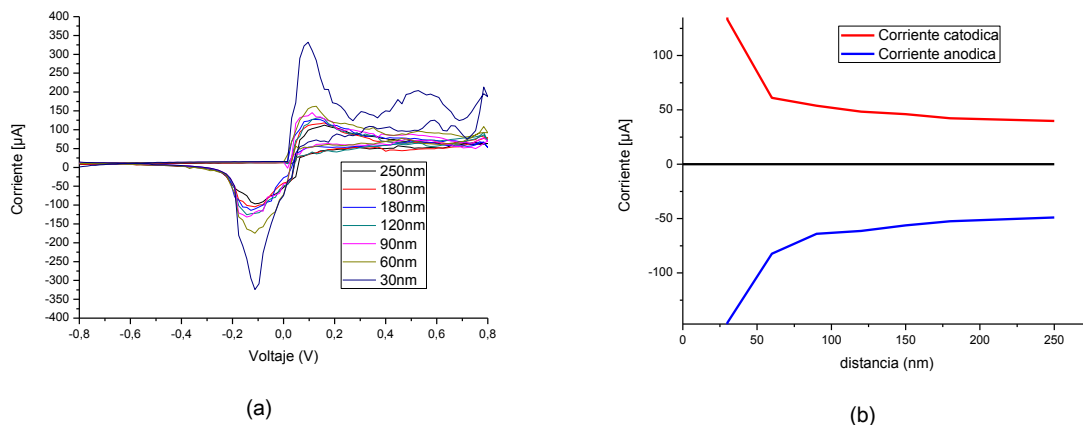 400
350
300
250
200
150
100
50
0
-50
-100
-150
-200
-250
-300
-350
-400
Corriente [µA]
250nm
180nm
180nm
120nm
90nm
60nm
30nm
-0,8 -0,6 -0,4 -0,2 0,0 0,2 0,4 0,6 0,8
Voltaje (V)
(a)
Corriente catodica
Corriente anodica
100
50
0
-50
-100
Corriente [µA]
0 50 100 150 200 250
distancia (nm)
(b)